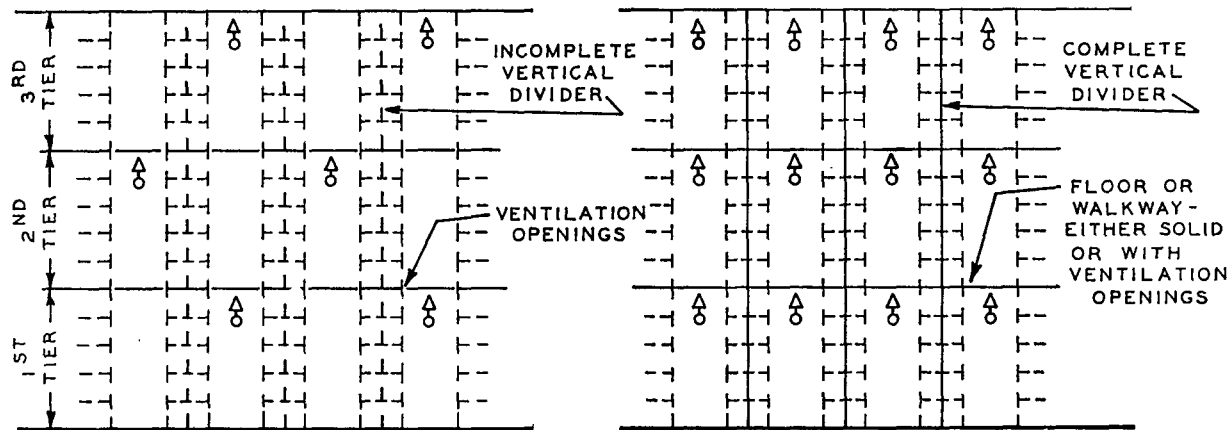 3RD
TIER
2ND
TIER
1ST
TIER
INCOMPLETE
VERTICAL
DIVIDER
VENTILATION
OPENINGS
COMPLETE
VERTICAL
DIVIDER
FLOOR OR
WALKWAY-
EITHER SOLID
OR WITH
VENTILATION
OPENINGS